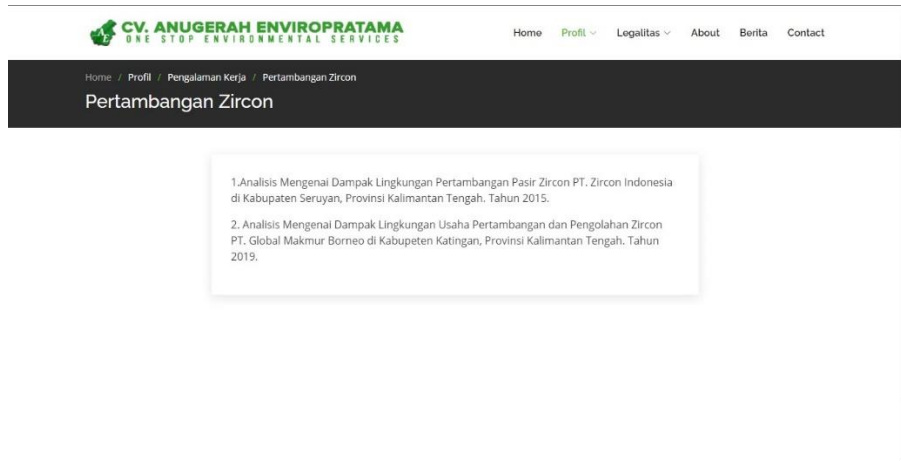 CV. ANUGERAH ENVIROPRATAMA
ONE STOP ENVIRONMENTAL SERVICES
Home Profil Legalitas About Berita Contact
Home / Profil / Pengalaman Kerja / Pertambangan Zircon
Pertambangan Zircon
1.Analisis Mengenai Dampak Lingkungan Pertambangan Pasir Zircon PT. Zircon Indonesia
di Kabupaten Seruyan, Provinsi Kalimantan Tengah. Tahun 2015.
2. Analisis Mengenai Dampak Lingkungan Usaha Pertambangan dan Pengolahan Zircon
PT. Global Makmur Borneo di Kabupeten Katingan, Provinsi Kalimantan Tengah. Tahun
2019.